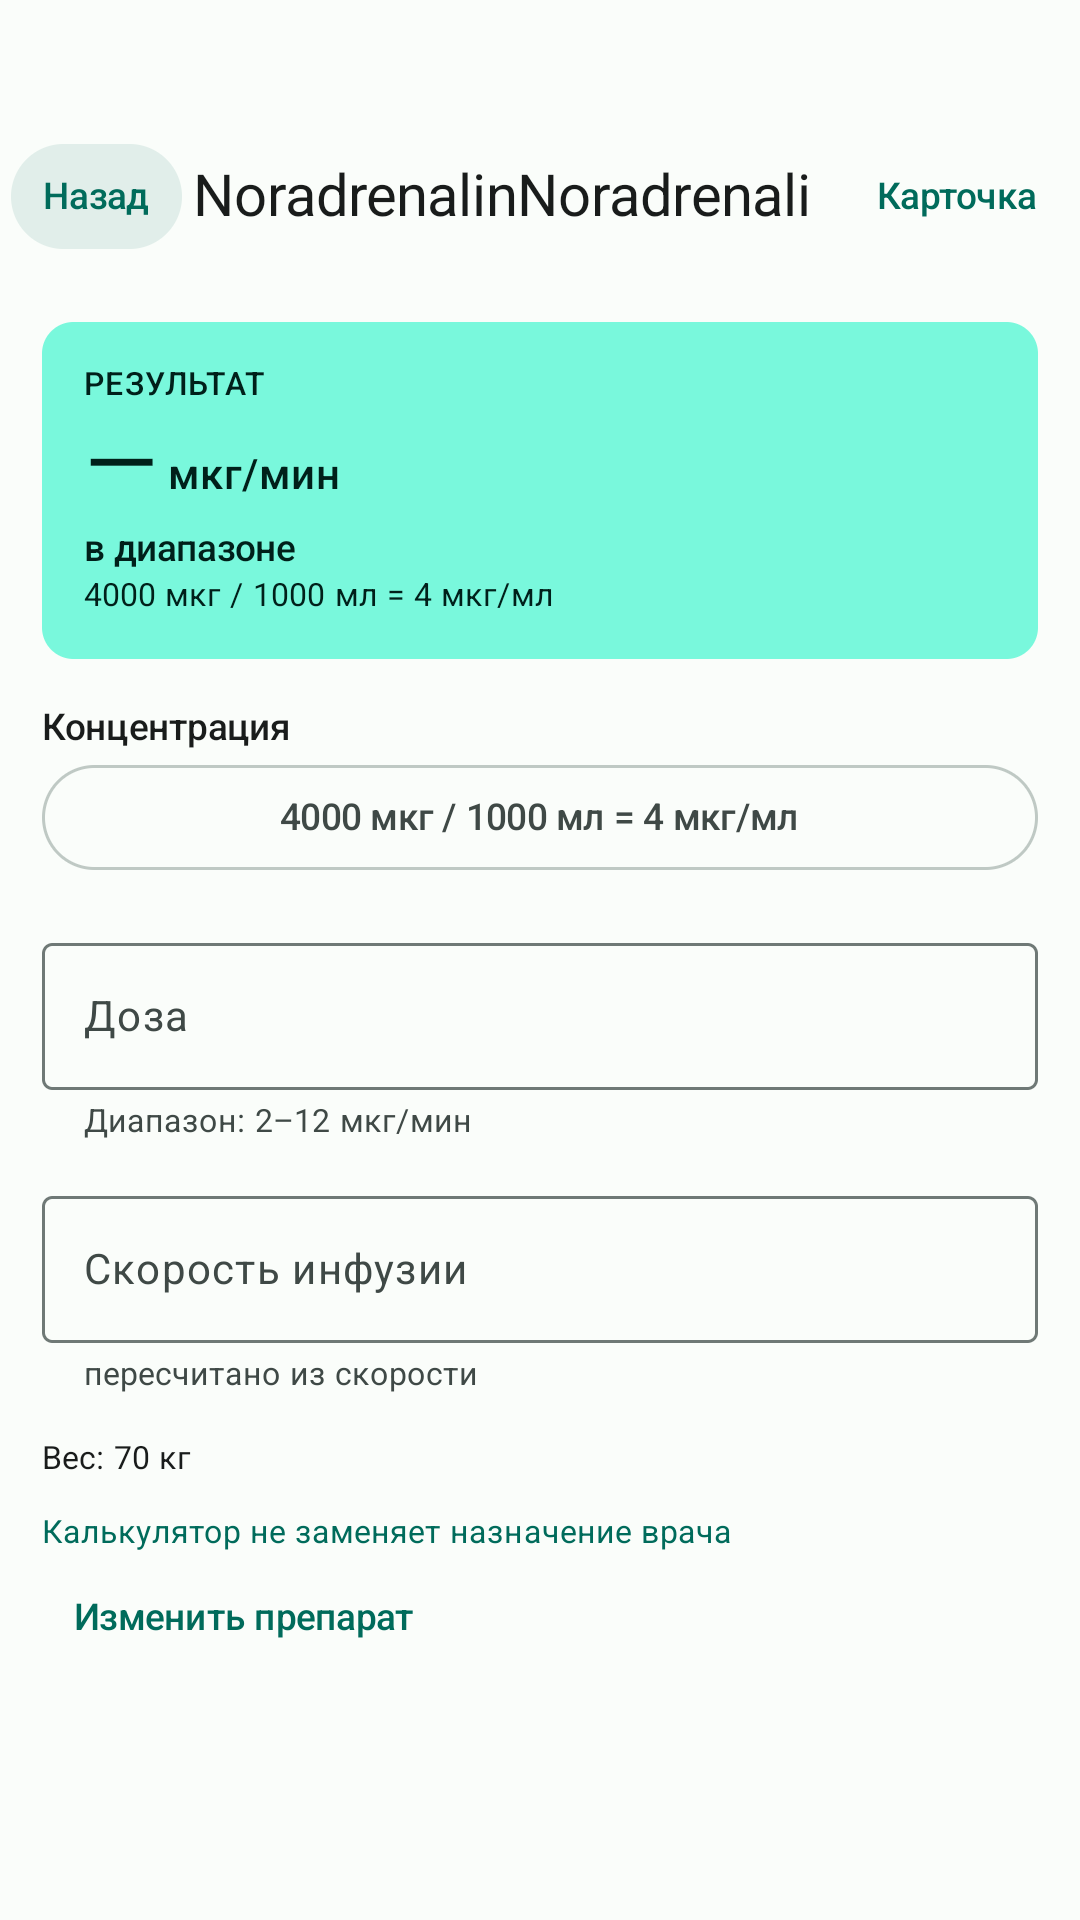 Назад NoradrenalinNoradrenali Карточка
РЕЗУЛЬТАТ
— мкг/мин
в диапазоне
4000 мкг / 1000 мл = 4 мкг/мл
Концентрация
4000 мкг / 1000 мл = 4 мкг/мл
Доза
Диапазон: 2–12 мкг/мин
Скорость инфузии
пересчитано из скорости
Вес: 70 кг
Калькулятор не заменяет назначение врача
Изменить препарат